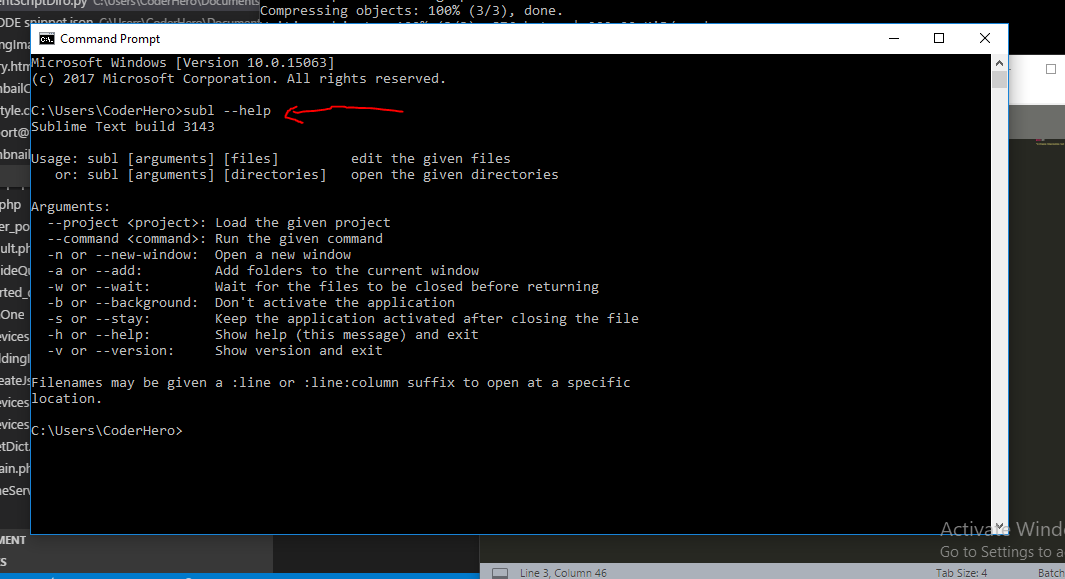 Compressing objects: 100% (3/3), done.
Command Prompt
Microsoft Windows [Version 10.0.15063]
(c) 2017 Microsoft Corporation. All rights reserved.
C:\Users\CoderHero>subl --help
Sublime Text build 3143
Usage: subl [arguments] [files]         edit the given files
   or: subl [arguments] [directories]   open the given directories
Arguments:
  --project <project>: Load the given project
  --command <command>: Run the given command
  -n or --new-window:  Open a new window
  -a or --add:         Add folders to the current window
  -w or --wait:        Wait for the files to be closed before returning
  -b or --background:  Don't activate the application
  -s or --stay:        Keep the application activated after closing the file
  -h or --help:        Show help (this message) and exit
  -v or --version:     Show version and exit
Filenames may be given a :line or :line:column suffix to open at a specific
location.
C:\Users\CoderHero>
Activate Wind
Go to Settings to a
Line 3, Column 46
Tab Size: 4
Batch